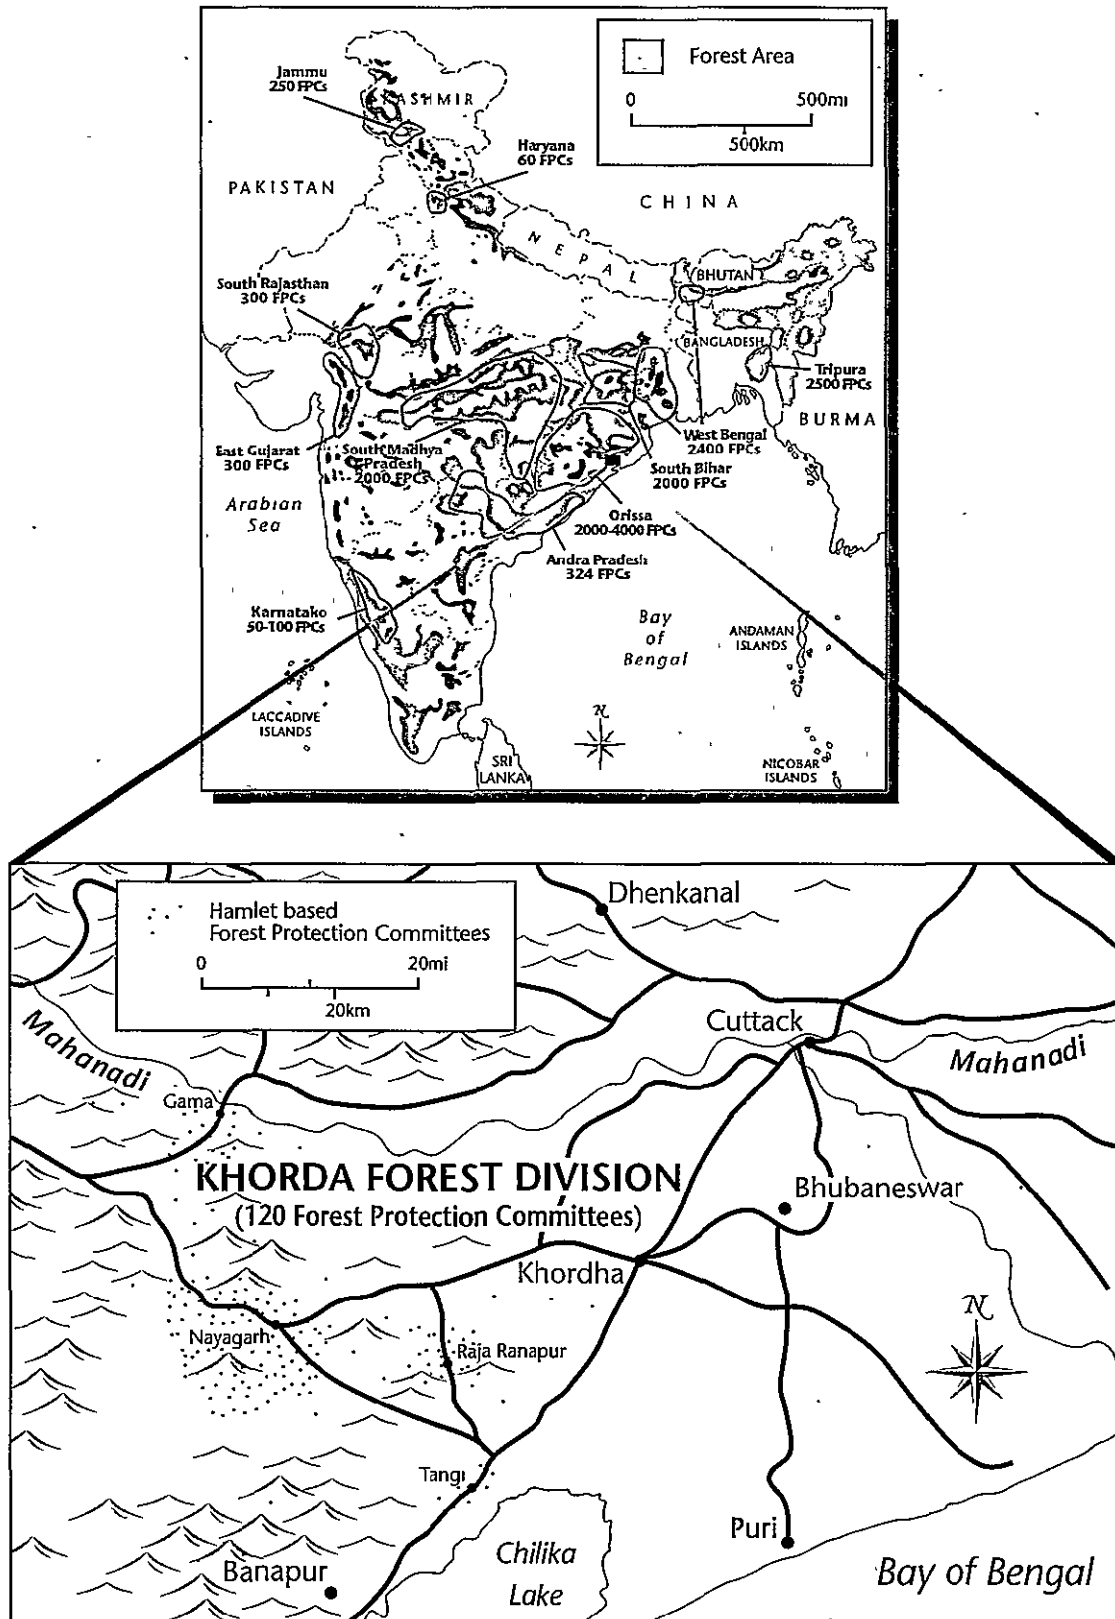 Forest Area
0 500mi
500km
Jammu
250 FPCs
KASHMIR
Haryana
60 FPCs
PAKISTAN
CHINA
NEPAL
South Rajasthan
300 FPCs
BHUTAN
BANGLADESH
Tripura
2500 FPCs
BURMA
East Gujarat
300 FPCs
South Madhya
Pradesh
2000 FPCs
West Bengal
2400 FPCs
South Bihar
2000 FPCs
Arabian
Sea
Orissa
2000-4000 FPCs
Andra Pradesh
324 FPCs
Karnatako
50-100 FPCs
Bay
of
Bengal
ANDAMAN
ISLANDS
LACCADIVE
ISLANDS
N
SRI
LANKA
NICOBAR
ISLANDS
Hamlet based
Forest Protection Committees
0 20mi
20km
Dhenkanal
Cuttack
Mahanadi
Mahanadi
Gama
KHORDA FOREST DIVISION
(120 Forest Protection Committees)
Bhubaneswar
Khordha
N
Nayagarh
Raja Ranapur
Tangi
Puri
Chilika
Lake
Banapur
Bay of Bengal